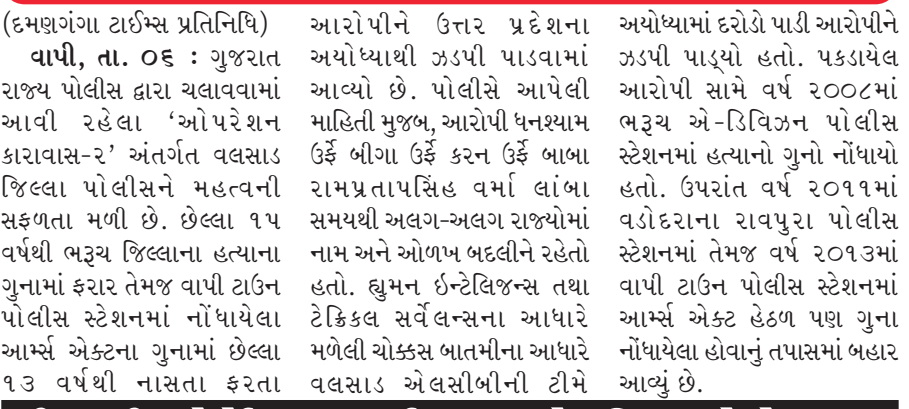 (દમણગંગા ટાઈમ્સ પ્રતિનિધિ)
વાપી, તા. ૦૬ : ગુજરાત
રાજ્ય પોલીસ દ્વારા ચલાવવામાં
આવી રહેલા ‘ઓપરેશન
કારાવાસ-૨’ અંતર્ગત વલસાડ
જિલ્લા પોલીસને મહત્વની
સફળતા મળી છે. છેલ્લા ૧૫
વર્ષથી ભરૂચ જિલ્લાના હત્યાના
ગુનામાં ફરાર તેમજ વાપી ટાઉન
પોલીસ સ્ટેશનમાં નોંધાયેલા
આર્મ્સ એક્ટના ગુનામાં છેલ્લા
૧૩ વર્ષથી નાસતા ફરતા
આરોપીને ઉત્તર પ્રદેશના
અયોધ્યાથી ઝડપી પાડવામાં
આવ્યો છે. પોલીસે આપેલી
માહિતી મુજબ, આરોપી ધનશ્યામ
ઉર્ફે બીગા ઉર્ફે કરન ઉર્ફે બાબા
રામપ્રતાપસિંહ વર્મા લાંબા
સમયથી અલગ-અલગ રાજ્યોમાં
નામ અને ઓળખ બદલીને રહેતો
હતો. હ્યુમન ઇન્ટેલિજન્સ તથા
ટેક્નિકલ સર્વેલન્સના આધારે
મળેલી ચોક્કસ બાતમીના આધારે
વલસાડ એલસીબીની ટીમે
અયોધ્યામાં દરોડો પાડી આરોપીને
ઝડપી પાડ્યો હતો. પકડાયેલ
આરોપી સામે વર્ષ ૨૦૦૮માં
ભરૂચ એ-ડિવિઝન પોલીસ
સ્ટેશનમાં હત્યાનો ગુનો નોંધાયો
હતો. ઉપરાંત વર્ષ ૨૦૧૧માં
વડોદરાના રાવપુરા પોલીસ
સ્ટેશનમાં તેમજ વર્ષ ૨૦૧૩માં
વાપી ટાઉન પોલીસ સ્ટેશનમાં
આર્મ્સ એક્ટ હેઠળ પણ ગુના
નોંધાયેલા હોવાનું તપાસમાં બહાર
આવ્યું છે.